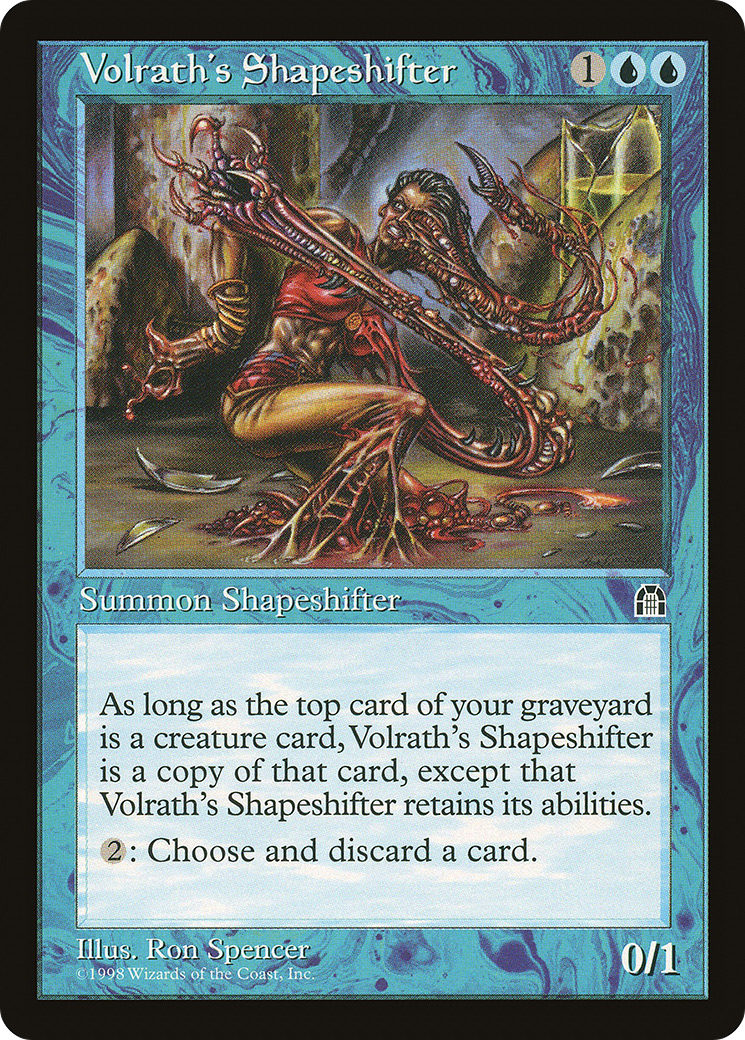 Volrath's Shapeshifter 1
Summon Shapeshifter
As long as the top card of your graveyard
is a creature card, Volrath's Shapeshifter
is a copy of that card, except that
Volrath's Shapeshifter retains its abilities.
2: Choose and discard a card.
Illus. Ron Spencer
©1998 Wizards of the Coast, Inc.
0/1